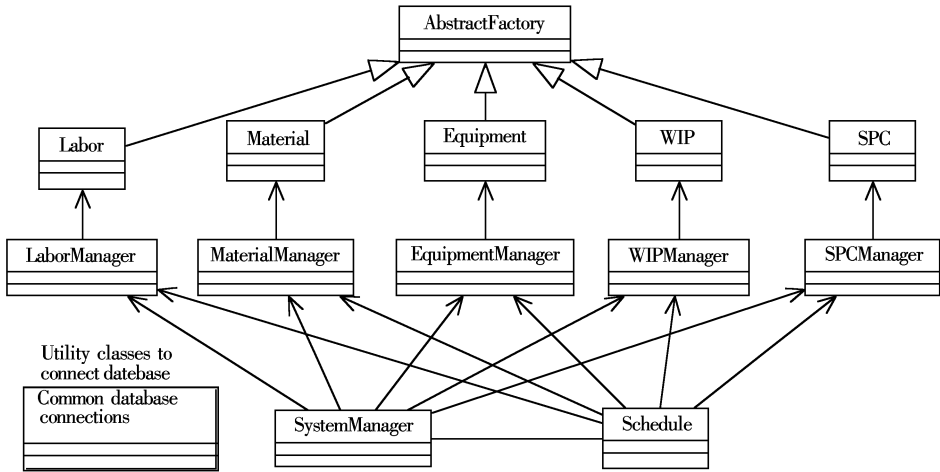 AbstractFactory
Labor
Material
Equipment
WIP
SPC
LaborManager
MaterialManager
EquipmentManager
WIPManager
SPCManager
Utility classes to
connect datebase
Common database
connections
SystemManager
Schedule